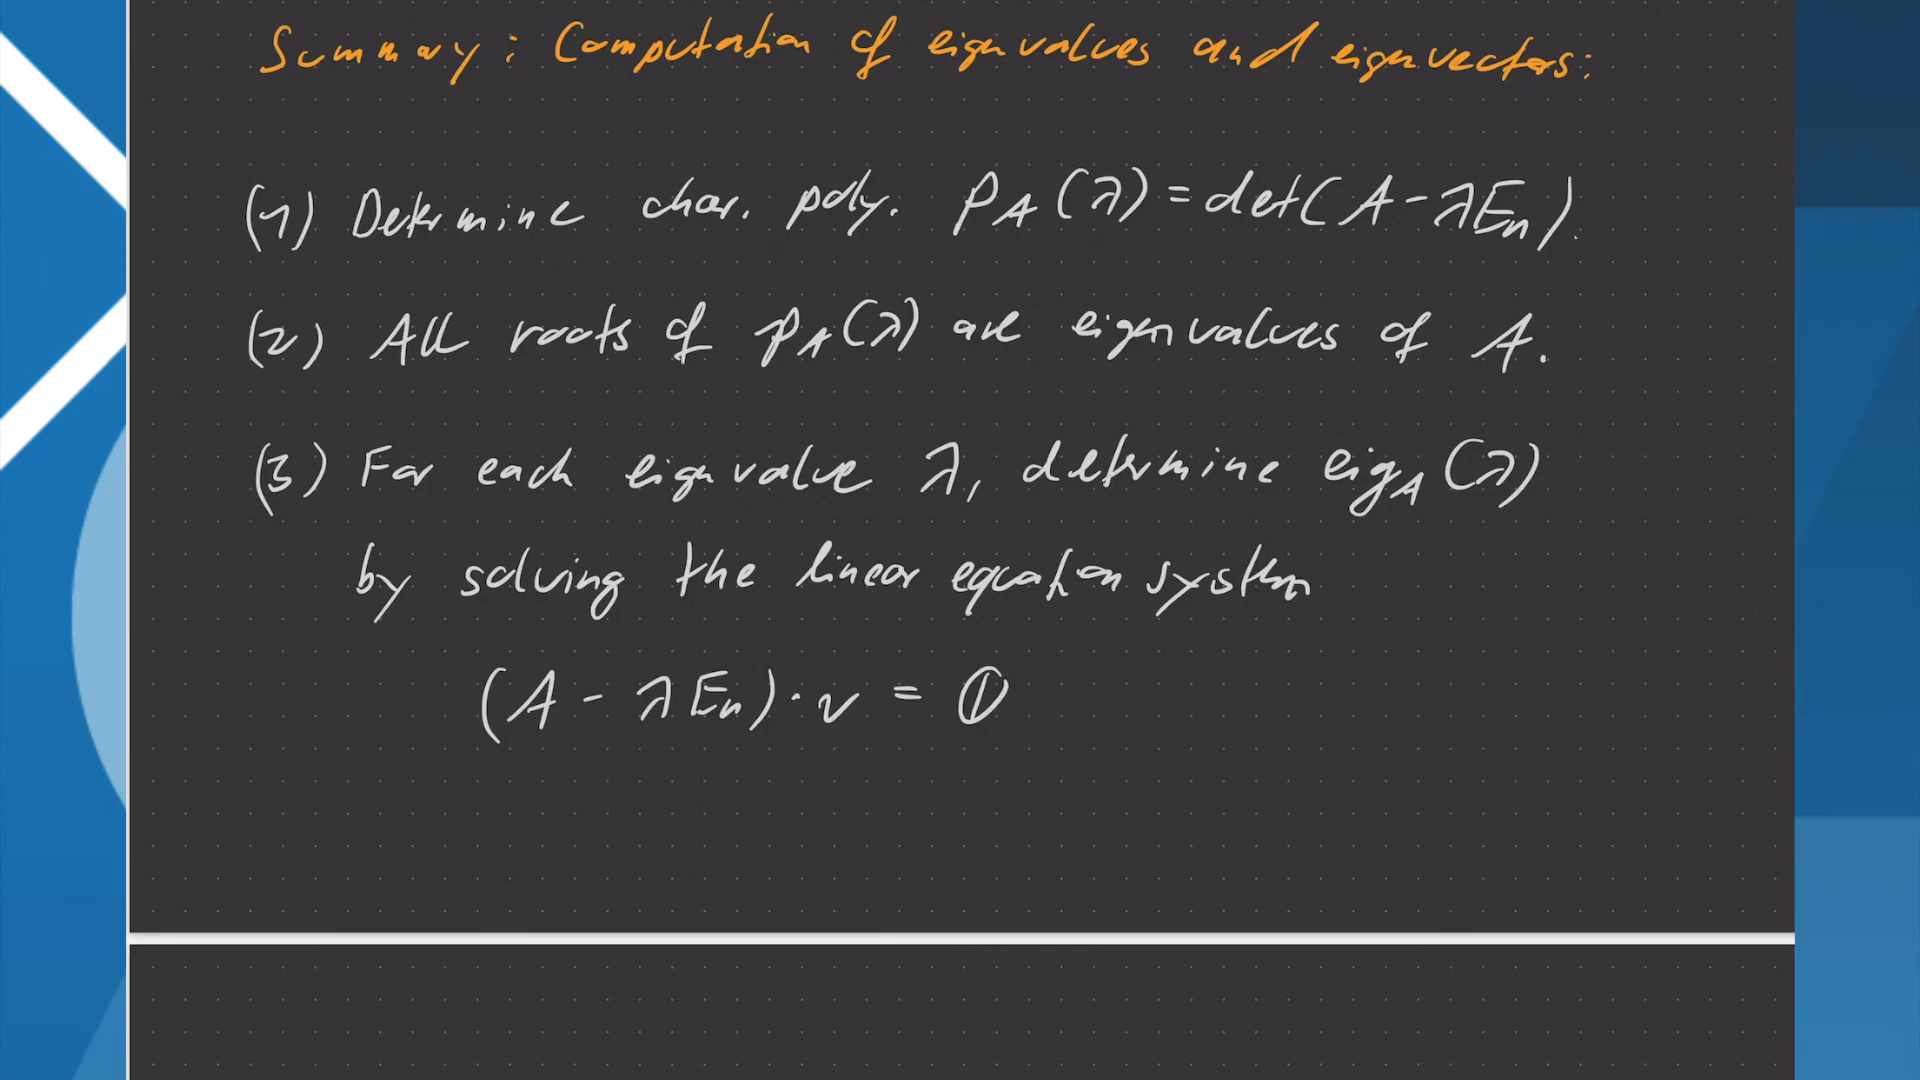 Summary: Computation of eigenvalues and eigenvectors:
(1) Determine char. poly. p_A(λ) = det(A - λE_n).
(2) All roots of p_A(λ) are eigenvalues of A.
(3) For each eigenvalue λ, determine eig_A(λ)
by solving the linear equation system
(A - λE_n) · v = 𝟘